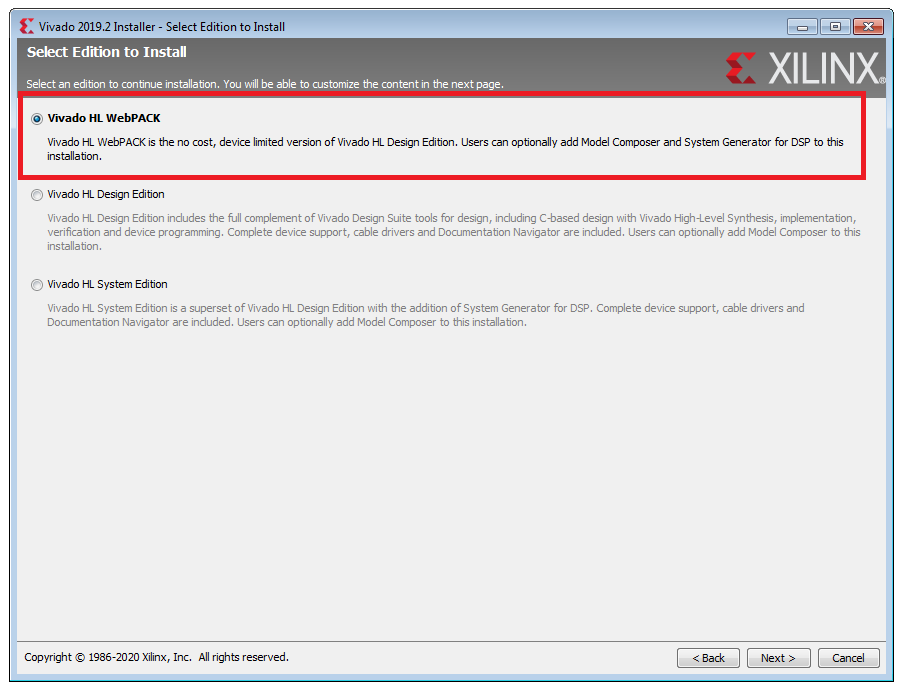 Vivado 2019.2 Installer - Select Edition to Install
Select Edition to Install
Select an edition to continue installation. You will be able to customize the content in the next page.
XILINX®
Vivado HL WebPACK
Vivado HL WebPACK is the no cost, device limited version of Vivado HL Design Edition. Users can optionally add Model Composer and System Generator for DSP to this
installation.
Vivado HL Design Edition
Vivado HL Design Edition includes the full complement of Vivado Design Suite tools for design, including C-based design with Vivado High-Level Synthesis, implementation,
verification and device programming. Complete device support, cable drivers and Documentation Navigator are included. Users can optionally add Model Composer to this
installation.
Vivado HL System Edition
Vivado HL System Edition is a superset of Vivado HL Design Edition with the addition of System Generator for DSP. Complete device support, cable drivers and
Documentation Navigator are included. Users can optionally add Model Composer to this installation.
Copyright © 1986-2020 Xilinx, Inc. All rights reserved.
< Back
Next >
Cancel